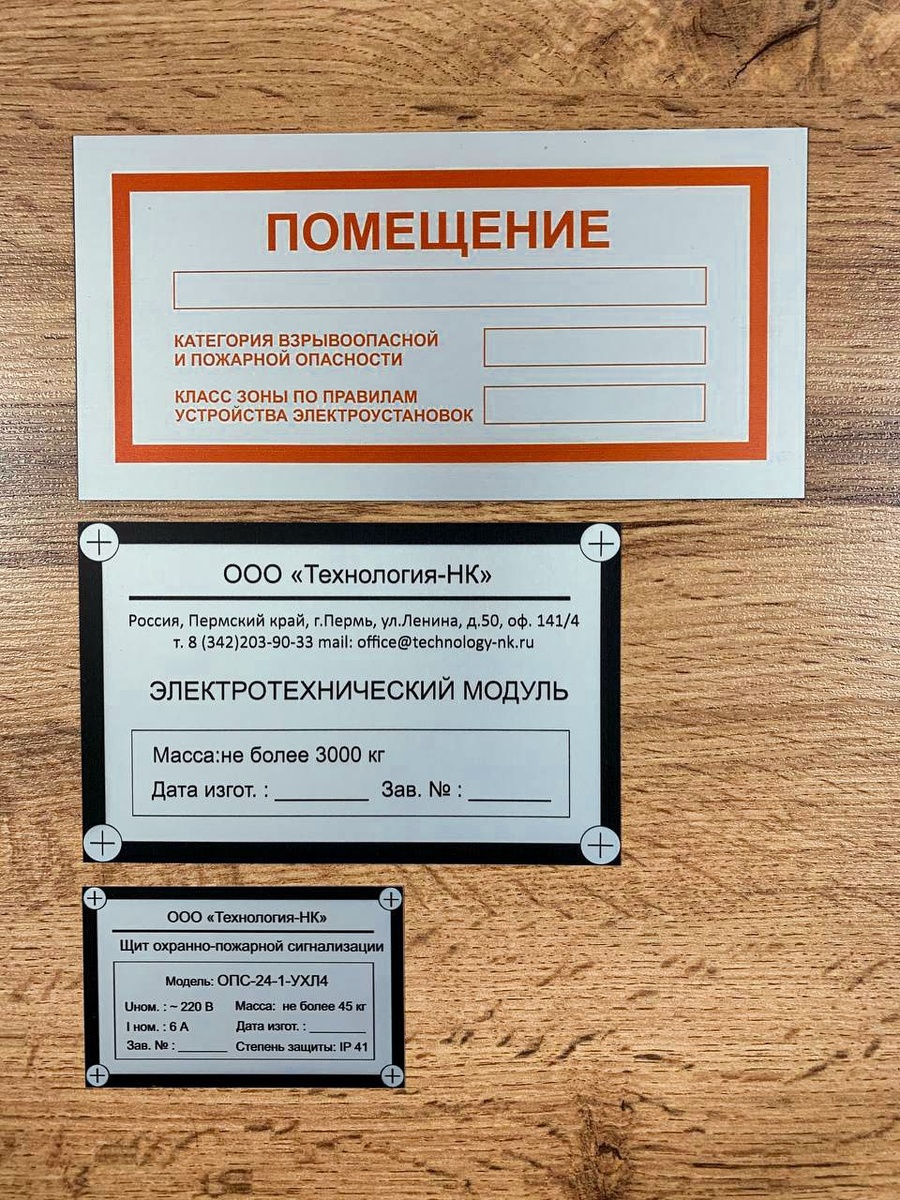 ПОМЕЩЕНИЕ
КАТЕГОРИЯ ВЗРЫВООПАСНОЙ
И ПОЖАРНОЙ ОПАСНОСТИ
КЛАСС ЗОНЫ ПО ПРАВИЛАМ
УСТРОЙСТВА ЭЛЕКТРОУСТАНОВОК
ООО «Технология-НК»
Россия, Пермский край, г.Пермь, ул.Ленина, д.50, оф. 141/4
т. 8 (342)203-90-33 mail: office@technology-nk.ru
ЭЛЕКТРОТЕХНИЧЕСКИЙ МОДУЛЬ
Масса:не более 3000 кг
Дата изгот. : ________ Зав. № : _______
ООО «Технология-НК»
Щит охранно-пожарной сигнализации
Модель: ОПС-24-1-УХЛ4
Uном. : ~ 220 В Масса: не более 45 кг
I ном. : 6 А Дата изгот. : ________
Зав. № : _______ Степень защиты: IP 41